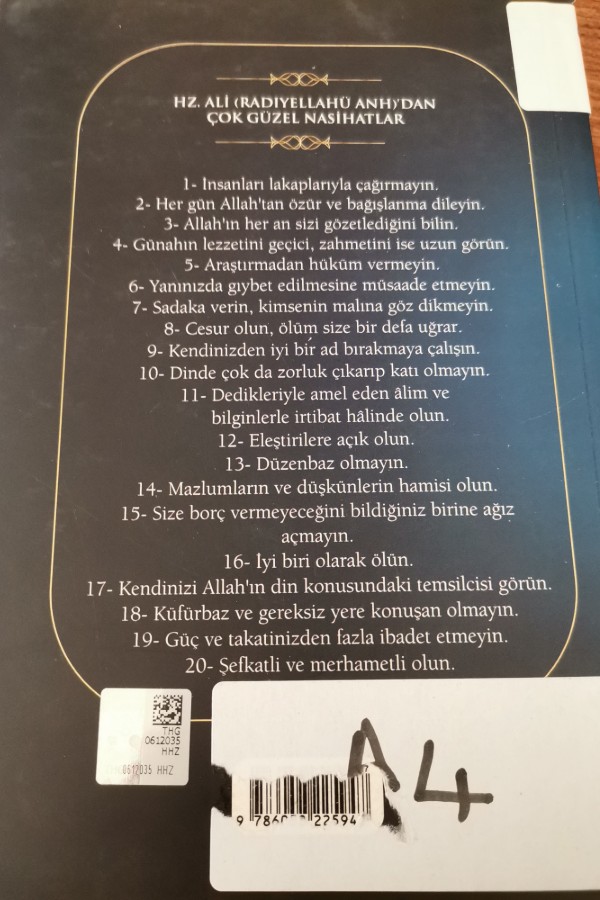 HZ. ALİ (RADIYELLAHÜ ANH)'DAN
ÇOK GÜZEL NASİHATLAR
1- İnsanları lakaplarıyla çağırmayın.
2- Her gün Allah'tan özür ve bağışlanma dileyin.
3- Allah'ın her an sizi gözetlediğini bilin.
4- Günahın lezzetini geçici, zahmetini ise uzun görün.
5- Araştırmadan hüküm vermeyin.
6- Yanınızda gıybet edilmesine müsaade etmeyin.
7- Sadaka verin, kimsenin malına göz dikmeyin.
8- Cesur olun, ölüm size bir defa uğrar.
9- Kendinizden iyi bir ad bırakmaya çalışın.
10- Dinde çok da zorluk çıkarıp katı olmayın.
11- Dedikleriyle amel eden âlim ve
bilginlerle irtibat hâlinde olun.
12- Eleştirilere açık olun.
13- Düzenbaz olmayın.
14- Mazlumların ve düşkünlerin hamisi olun.
15- Size borç vermeyeceğini bildiğiniz birine ağız
açmayın.
16- İyi biri olarak ölün.
17- Kendinizi Allah'ın din konusundaki temsilcisi görün.
18- Küfürbaz ve gereksiz yere konuşan olmayın.
19- Güç ve takatinizden fazla ibadet etmeyin.
20- Şefkatli ve merhametli olun.
THG
0612035
HHZ
0612035 HHZ
A4
9 786 22594